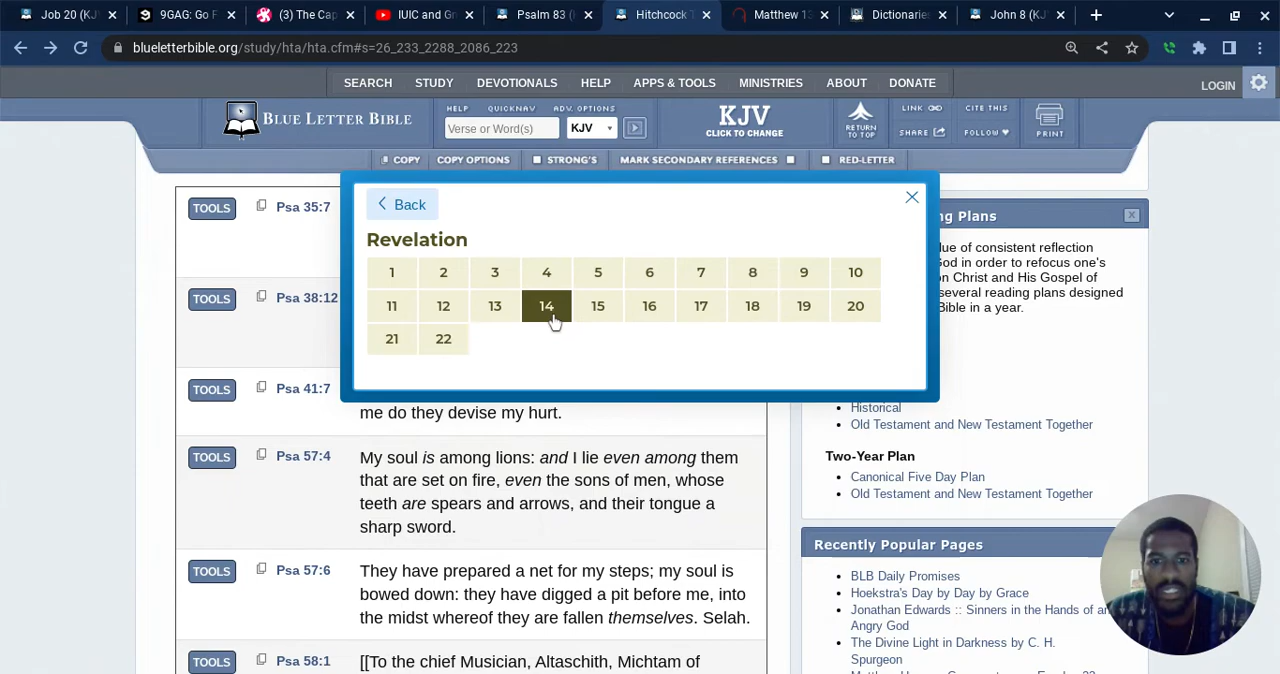 Job 20 (KJV
9GAG: Go F
(3) The Cap
IUIC and Gr
Psalm 83 (K
Hitchcock T
Matthew 13
Dictionaries
John 8 (KJV
blueletterbible.org/study/hta/hta.cfm#s=26_233_2288_2086_223
SEARCH STUDY DEVOTIONALS HELP APPS & TOOLS MINISTRIES ABOUT DONATE
LOGIN
BLUE LETTER BIBLE
HELP QUICKNAV ADV. OPTIONS
Verse or Word(s)
KJV
KJV
CLICK TO CHANGE
RETURN
TO TOP
LINK
CITE THIS
SHARE
FOLLOW
PRINT
COPY COPY OPTIONS STRONG'S MARK SECONDARY REFERENCES RED-LETTER
Back
Revelation
1 2 3 4 5 6 7 8 9 10
11 12 13 14 15 16 17 18 19 20
21 22
TOOLS Psa 35:7
TOOLS Psa 38:12
TOOLS Psa 41:7
me do they devise my hurt.
TOOLS Psa 57:4 My soul is among lions: and I lie even among them
that are set on fire, even the sons of men, whose
teeth are spears and arrows, and their tongue a
sharp sword.
TOOLS Psa 57:6 They have prepared a net for my steps; my soul is
bowed down: they have digged a pit before me, into
the midst whereof they are fallen themselves. Selah.
TOOLS Psa 58:1 [[To the chief Musician, Altaschith, Michtam of
ng Plans
lue of consistent reflection
God in order to refocus one's
n Christ and His Gospel of
several reading plans designed
Bible in a year.
Historical
Old Testament and New Testament Together
Two-Year Plan
Canonical Five Day Plan
Old Testament and New Testament Together
Recently Popular Pages
BLB Daily Promises
Hoekstra's Day by Day by Grace
Jonathan Edwards :: Sinners in the Hands of an
Angry God
The Divine Light in Darkness by C. H.
Spurgeon